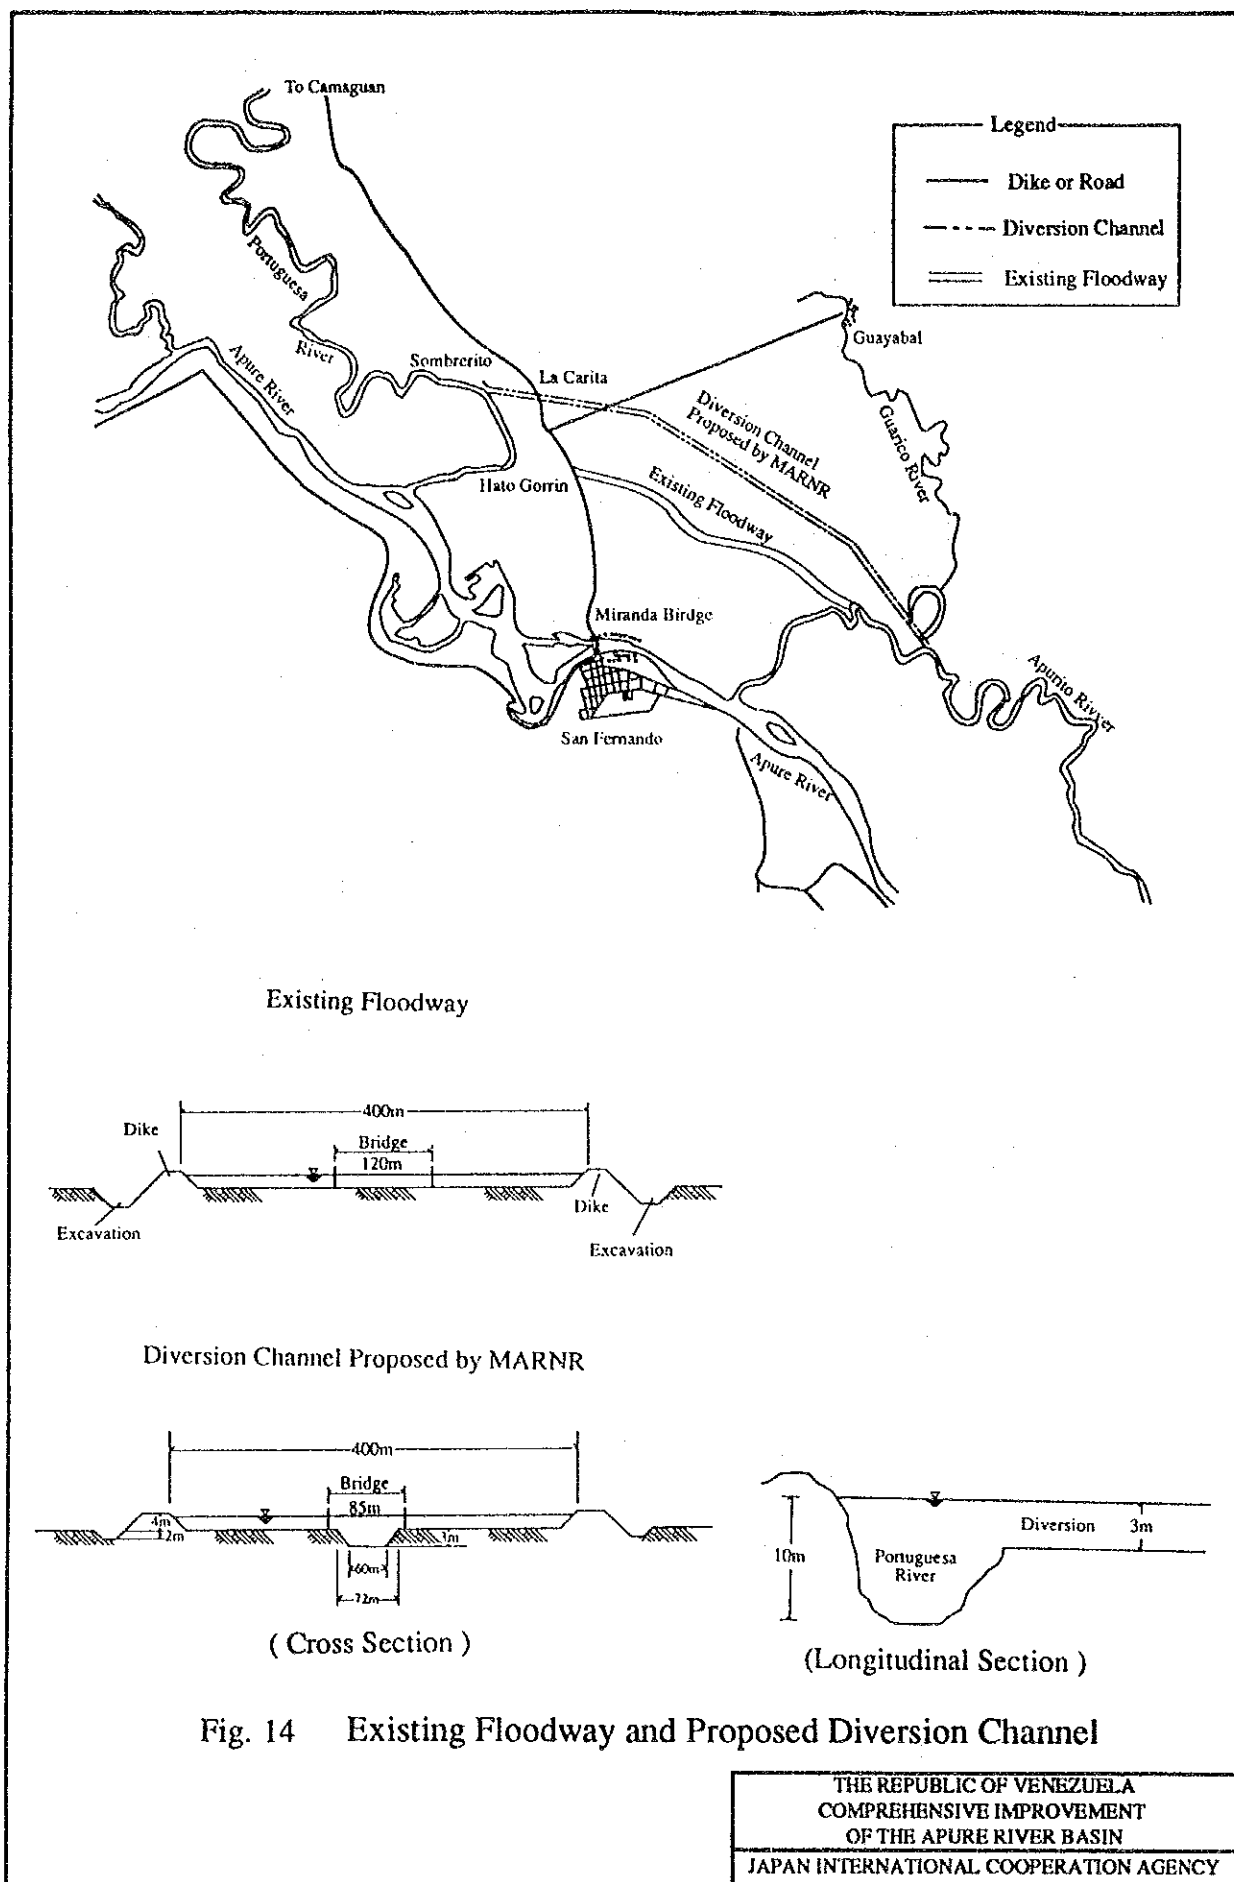 To Camaguan
Legend
Dike or Road
Diversion Channel
Existing Floodway
Portuguesa
River
Apure River
Sombrerito
La Carita
Guayabal
Guarico River
Diversion Channel
Proposed by MARNR
Hato Gorrin
Existing Floodway
Miranda Birdge
San Fernando
Apure River
Apurito Rivver
Existing Floodway
400m
Dike
Bridge
120m
Dike
Excavation
Excavation
Diversion Channel Proposed by MARNR
400m
Bridge
85m
4m
1.2m
3m
60m
72m
Diversion
3m
10m
Portuguesa
River
( Cross Section )
(Longitudinal Section )
Fig. 14 Existing Floodway and Proposed Diversion Channel
THE REPUBLIC OF VENEZUELA
COMPREHENSIVE IMPROVEMENT
OF THE APURE RIVER BASIN
JAPAN INTERNATIONAL COOPERATION AGENCY